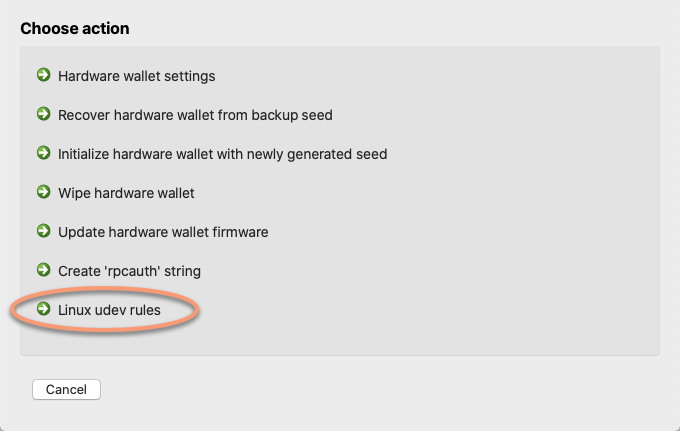 Choose action
Hardware wallet settings
Recover hardware wallet from backup seed
Initialize hardware wallet with newly generated seed
Wipe hardware wallet
Update hardware wallet firmware
Create 'rpcauth' string
Linux udev rules
Cancel